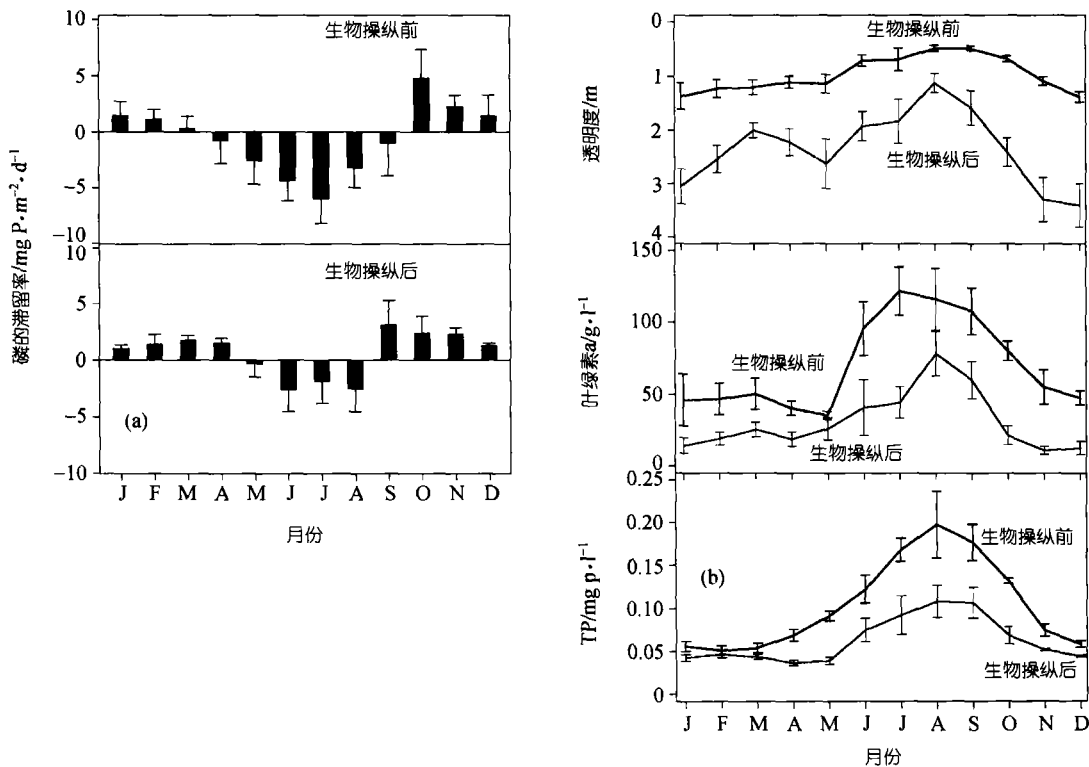 磷的滞留率/mg P·m⁻²·d⁻¹
10
5
0
−5
−10
生物操纵前
10
5
0
−5
−10
生物操纵后
(a)
J F M A M J J A S O N D
月份
透明度/m
0
1
2
3
4
生物操纵前
生物操纵后
叶绿素a/g·l⁻¹
150
100
50
0
生物操纵前
生物操纵后
TP/mg p·l⁻¹
0.25
0.20
0.15
0.10
0.05
0
生物操纵前
(b)
生物操纵后
J F M A M J J A S O N D
月份